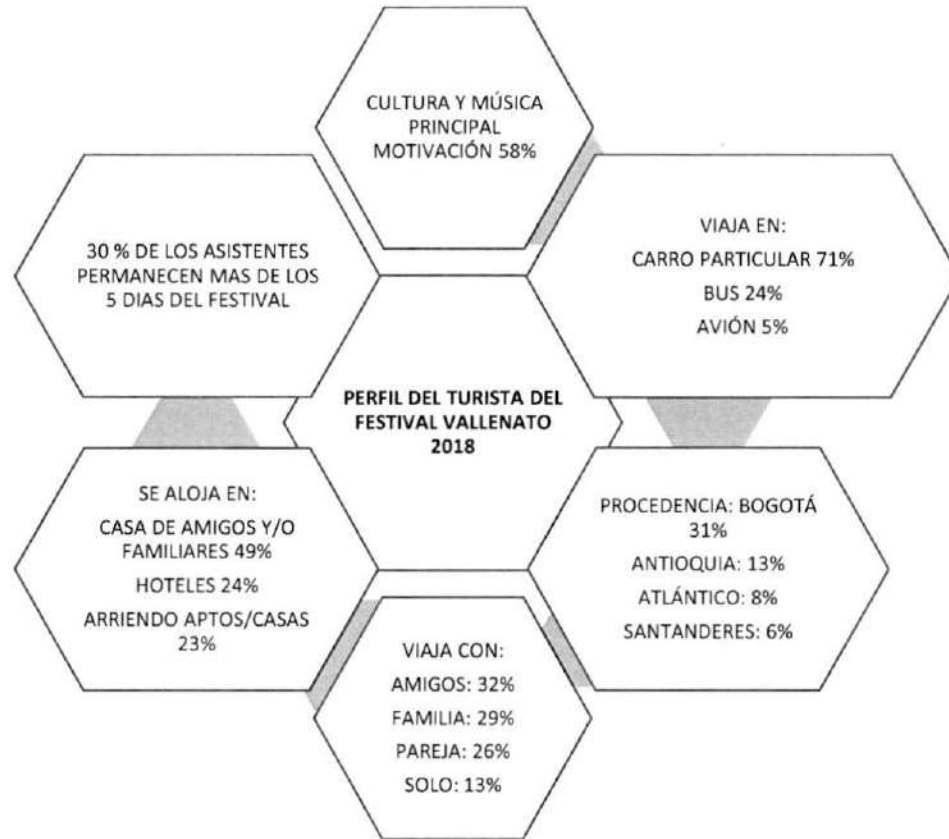 CULTURA Y MÚSICA
PRINCIPAL
MOTIVACIÓN 58%
30 % DE LOS ASISTENTES
PERMANECEN MAS DE LOS
5 DIAS DEL FESTIVAL
VIAJA EN:
CARRO PARTICULAR 71%
BUS 24%
AVIÓN 5%
PERFIL DEL TURISTA DEL
FESTIVAL VALLENATO
2018
SE ALOJA EN:
CASA DE AMIGOS Y/O
FAMILIARES 49%
HOTELES 24%
ARRIENDO APTOS/CASAS
23%
PROCEDENCIA: BOGOTÁ
31%
ANTIOQUIA: 13%
ATLÁNTICO: 8%
SANTANDERES: 6%
VIAJA CON:
AMIGOS: 32%
FAMILIA: 29%
PAREJA: 26%
SOLO: 13%